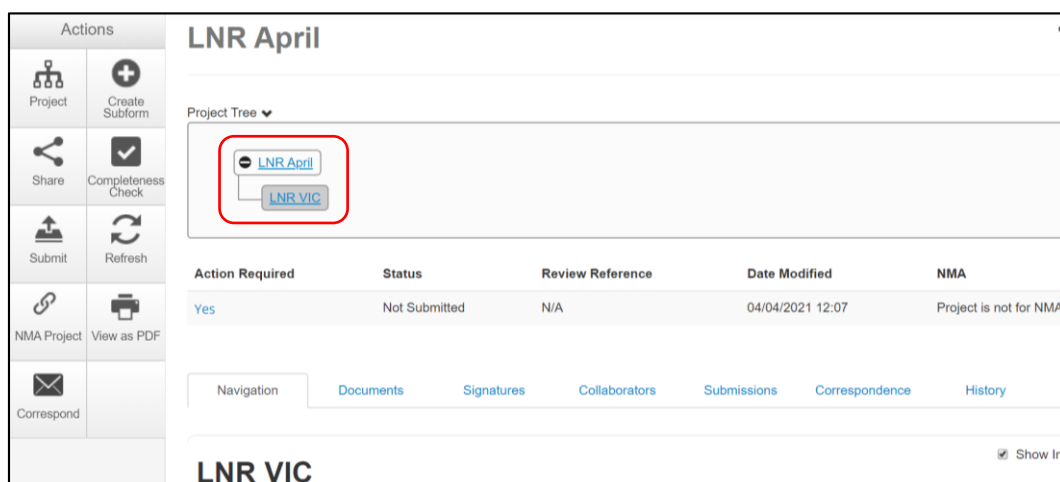 Actions
Project
Create
Subform
Share
Completeness
Check
Submit
Refresh
NMA Project
View as PDF
Correspond
LNR April
Project Tree
LNR April
LNR VIC
Action Required Status Review Reference Date Modified NMA
Yes Not Submitted N/A 04/04/2021 12:07 Project is not for NMA
Navigation Documents Signatures Collaborators Submissions Correspondence History
Show
LNR VIC